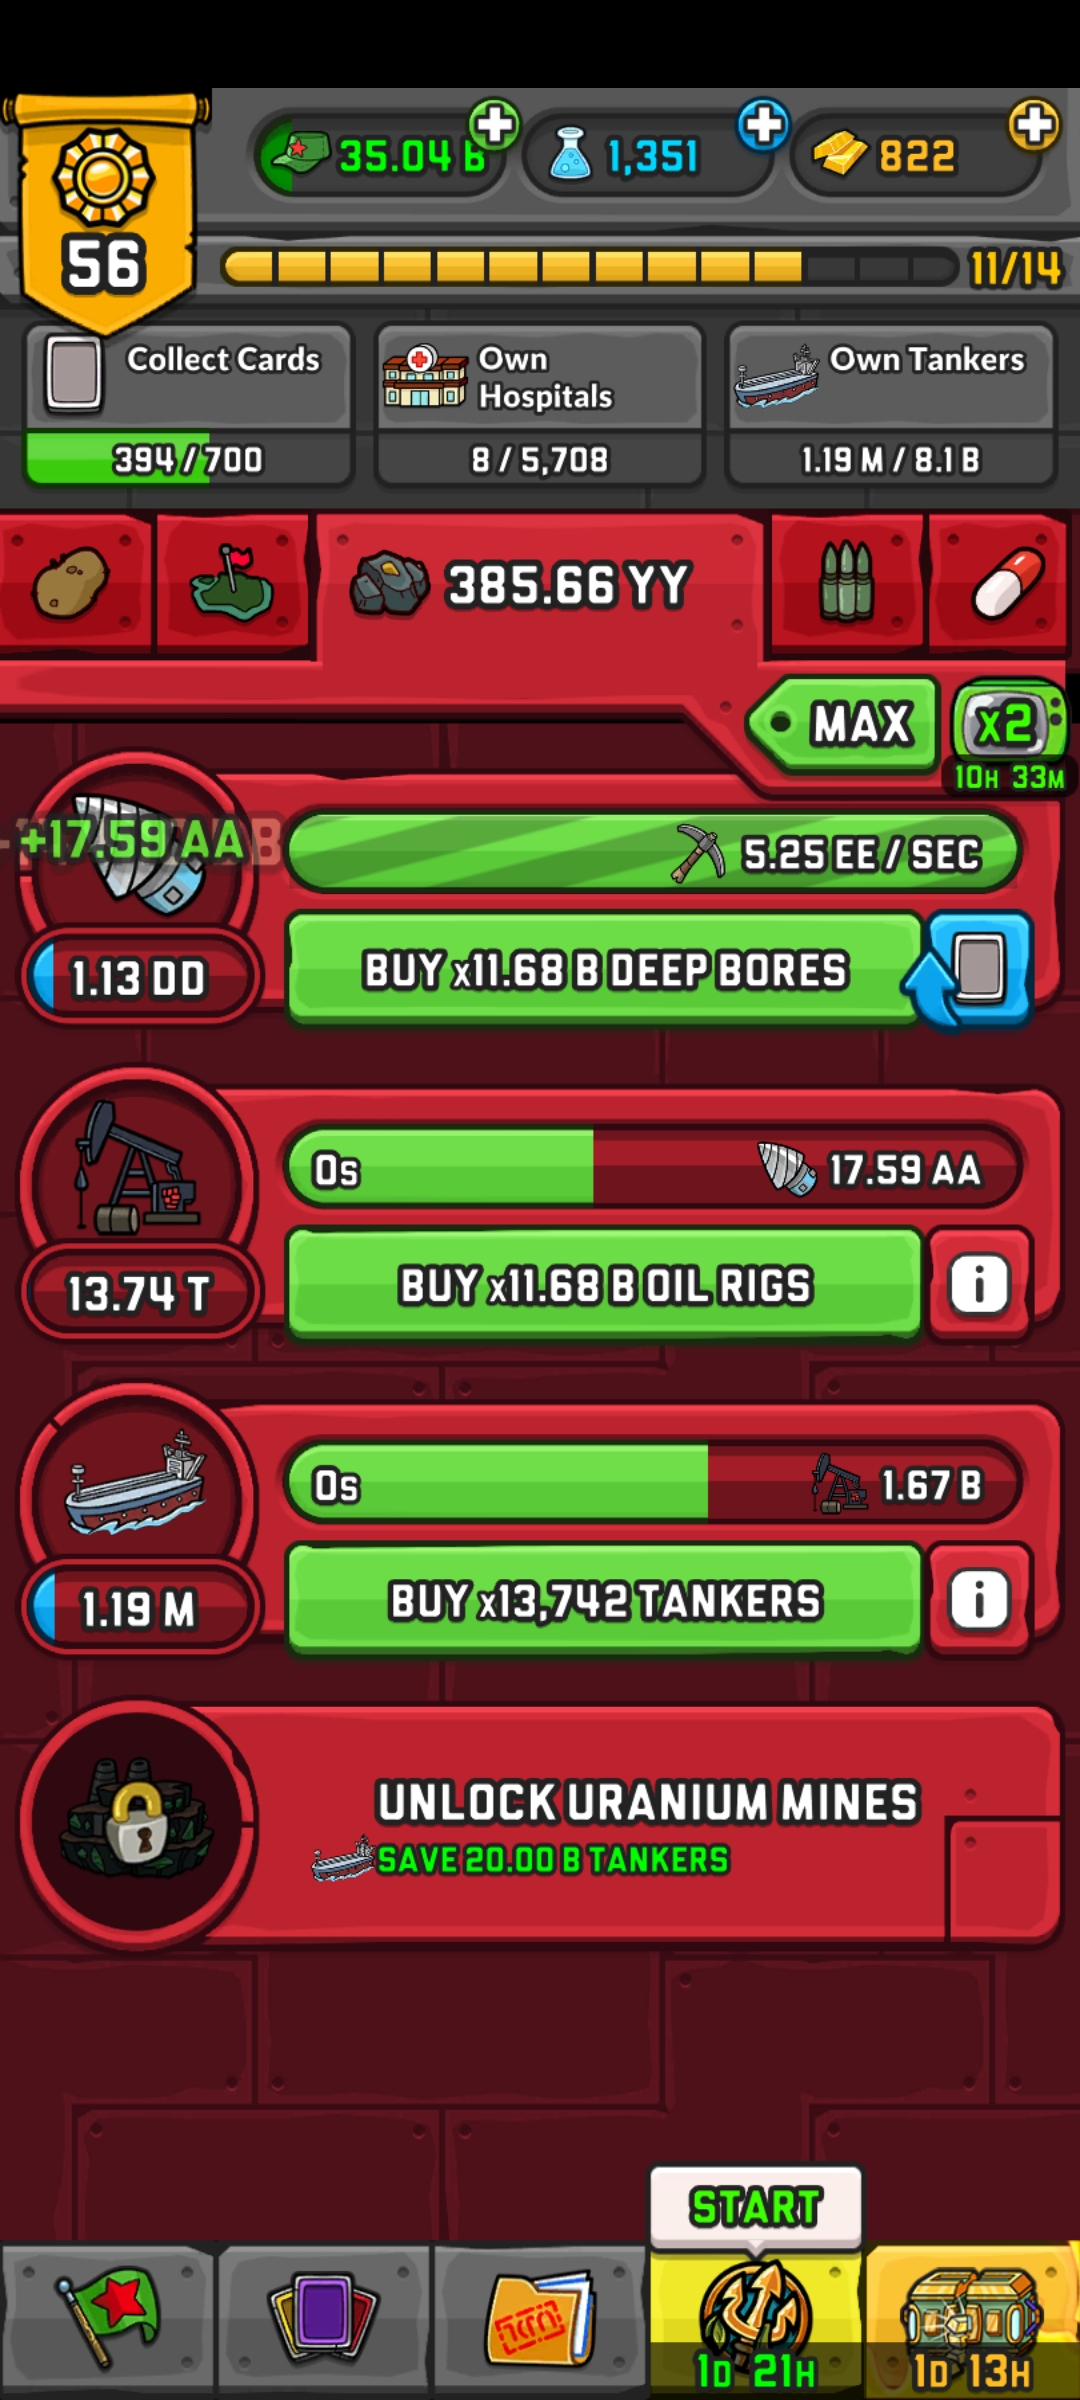 56
35.04 B
1,351
822
11/14
Collect Cards
394 / 700
Own
Hospitals
8 / 5,708
Own Tankers
1.19 M / 8.1 B
385.66 YY
MAX
x2
10H 33M
+17.59 AA
5.25 EE / SEC
1.13 DD
BUY x11.68 B DEEP BORES
0s
17.59 AA
13.74 T
BUY x11.68 B OIL RIGS
i
0s
1.67 B
1.19 M
BUY x13,742 TANKERS
i
UNLOCK URANIUM MINES
SAVE 20.00 B TANKERS
START
1D 21H
1D 13H